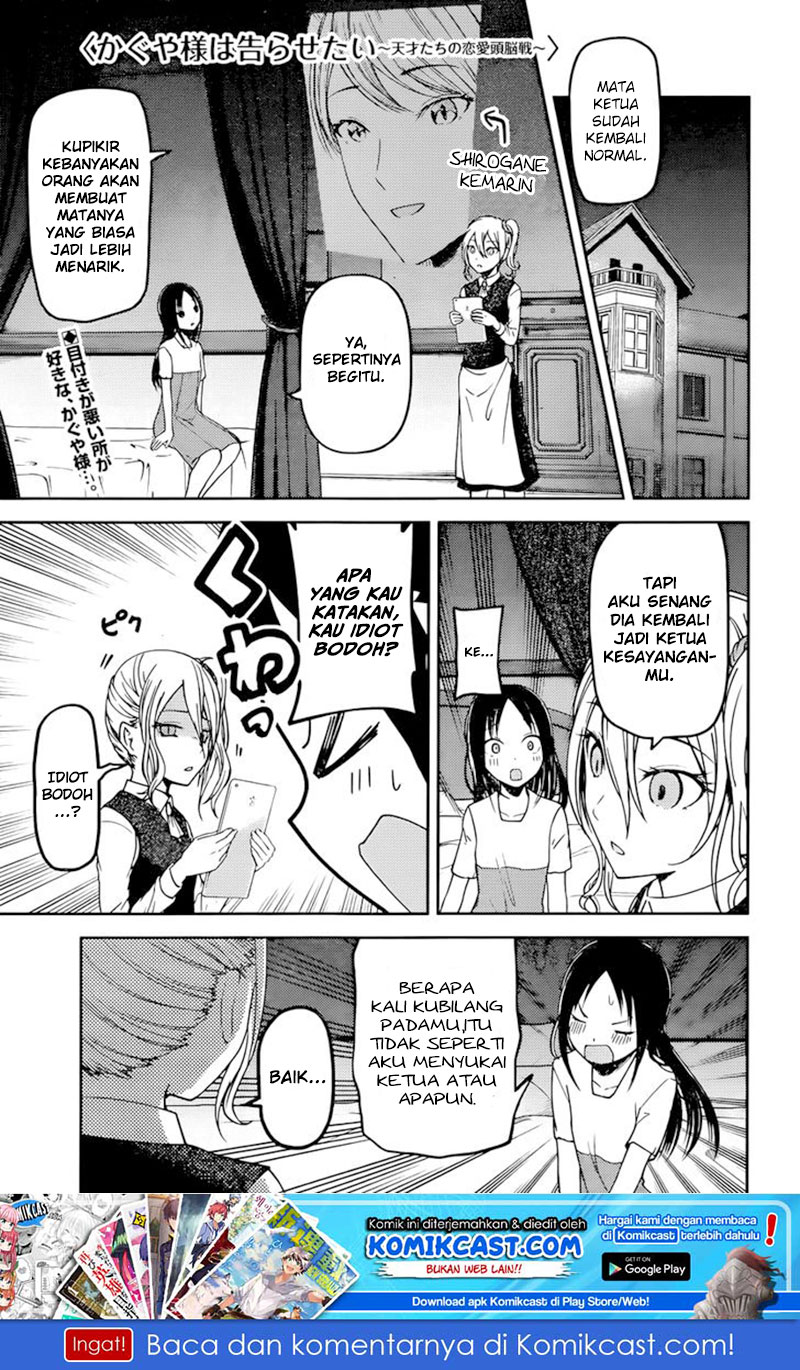 〈かぐや様は告らせたい～天才たちの恋愛頭脳戦～〉
MATA
KETUA
SUDAH
KEMBALI
NORMAL.
SHIROGANE
KEMARIN
KUPIKIR
KEBANYAKAN
ORANG AKAN
MEMBUAT
MATANYA
YANG BIASA
JADI LEBIH
MENARIK.
YA,
SEPERTINYA
BEGITU.
◆目付きが悪い所が
好きな、かぐや様…。
TAPI
AKU SENANG
DIA KEMBALI
JADI KETUA
KESAYANGAN-
MU.
KE...
APA
YANG KAU
KATAKAN,
KAU IDIOT
BODOH?
くわっ
ピク
IDIOT
BODOH
...?
BERAPA
KALI KUBILANG
PADAMU,ITU
TIDAK SEPERTI
AKU MENYUKAI
KETUA ATAU
APAPUN.
BAIK...
Komik ini diterjemahkan & diedit oleh
KOMIKCAST.COM
BUKAN WEB LAIN!!
Hargai kami dengan membaca
di Komikcast terlebih dahulu
!
GET IT ON
Google Play
Download apk Komikcast di Play Store/Web!
Ingat! Baca dan komentarnya di Komikcast.com!